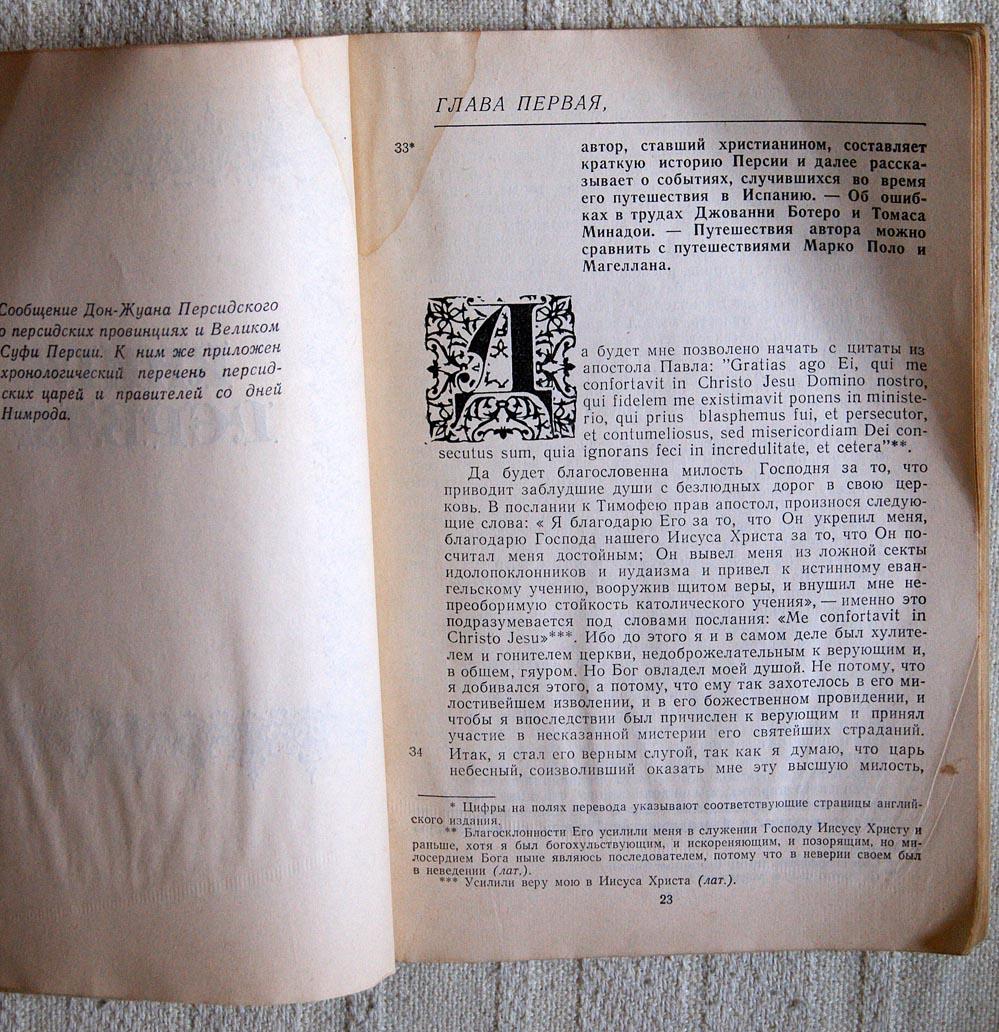 Сообщение Дон-Жуана Персидского
о персидских провинциях и Великом
Суфи Персии. К ним же приложен
хронологический перечень персид-
ских царей и правителей со дней
Нимрода.
ГЛАВА ПЕРВАЯ,
33*
автор, ставший христианином, составляет
краткую историю Персии и далее расска-
зывает о событиях, случившихся во время
его путешествия в Испанию. — Об ошиб-
ках в трудах Джованни Ботеро и Томаса
Минадои. — Путешествия автора можно
сравнить с путешествиями Марко Поло и
Магеллана.
Да будет мне позволено начать с цитаты из
апостола Павла: "Gratias ago Ei, qui me
confortavit in Christo Jesu Domino nostro,
qui fidelem me existimavit ponens in ministe-
rio, qui prius blasphemus fui, et persecutor,
et contumeliosus, sed misericordiam Dei con-
secutus sum, quia ignorans feci in incredulitate, et cetera"**.
Да будет благословенна милость Господня за то, что
приводит заблудшие души с безлюдных дорог в свою цер-
ковь. В послании к Тимофею прав апостол, произнося следую-
щие слова: « Я благодарю Его за то, что Он укрепил меня,
благодарю Господа нашего Иисуса Христа за то, что Он по-
считал меня достойным; Он вывел меня из ложной секты
идолопоклонников и иудаизма и привел к истинному еван-
гельскому учению, вооружив щитом веры, и внушил мне не-
преоборимую стойкость католического учения», — именно это
подразумевается под словами послания: «Me confortavit in
Christo Jesu»***. Ибо до этого я и в самом деле был хулите-
лем и гонителем церкви, недоброжелательным к верующим и,
в общем, гяуром. Но Бог овладел моей душой. Не потому, что
я добивался этого, а потому, что ему так захотелось в его ми-
лостивейшем изволении, и в его божественном провидении, и
чтобы я впоследствии был причислен к верующим и принял
участие в несказанной мистерии его святейших страданий.
34 Итак, я стал его верным слугой, так как я думаю, что царь
небесный, соизволивший оказать мне эту высшую милость,
* Цифры на полях перевода указывают соответствующие страницы англий-
ского издания.
** Благосклонности Его усилили меня в служении Господу Иисусу Христу и
раньше, хотя я был богохульствующим, и искореняющим, и позорящим, но ми-
лосердием Бога ныне являюсь последователем, потому что в неверии своем был
в неведении (лат.).
*** Усилили веру мою в Иисуса Христа (лат.).
23